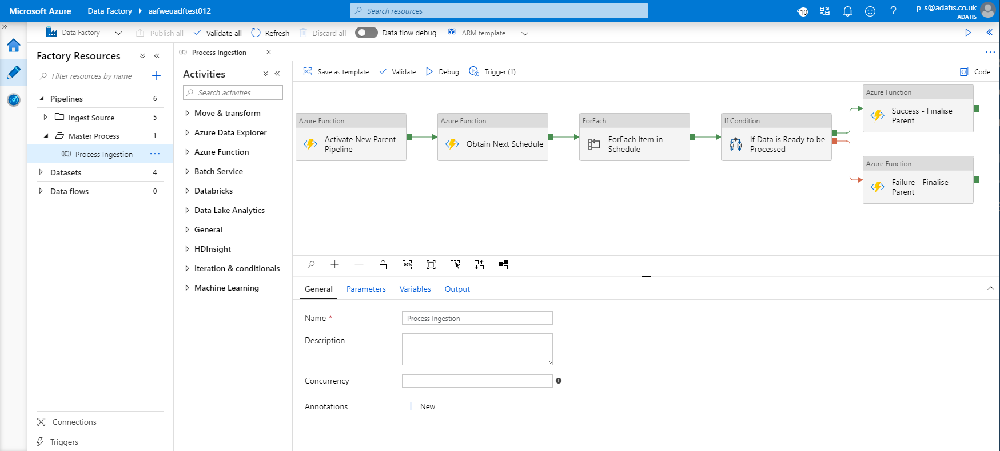 Microsoft Azure
Data Factory
aafweuadftest012
Search resources
10
p_s@adatis.co.uk
ADATIS
Data Factory
Publish all
Validate all
Refresh
Discard all
Data flow debug
ARM template
Factory Resources
Filter resources by name
Pipelines 6
Ingest Source 5
Master Process 1
Process Ingestion
Datasets 4
Data flows 0
Connections
Triggers
Process Ingestion
Activities
Search activities
Move & transform
Azure Data Explorer
Azure Function
Batch Service
Databricks
Data Lake Analytics
General
HDInsight
Iteration & conditionals
Machine Learning
Save as template
Validate
Debug
Trigger (1)
Code
Azure Function
Activate New Parent
Pipeline
Azure Function
Obtain Next Schedule
ForEach
ForEach Item in
Schedule
If Condition
If Data is Ready to be
Processed
Azure Function
Success - Finalise
Parent
Azure Function
Failure - Finalise
Parent
100%
General
Parameters
Variables
Output
Name *
Process Ingestion
Description
Concurrency
Annotations
New